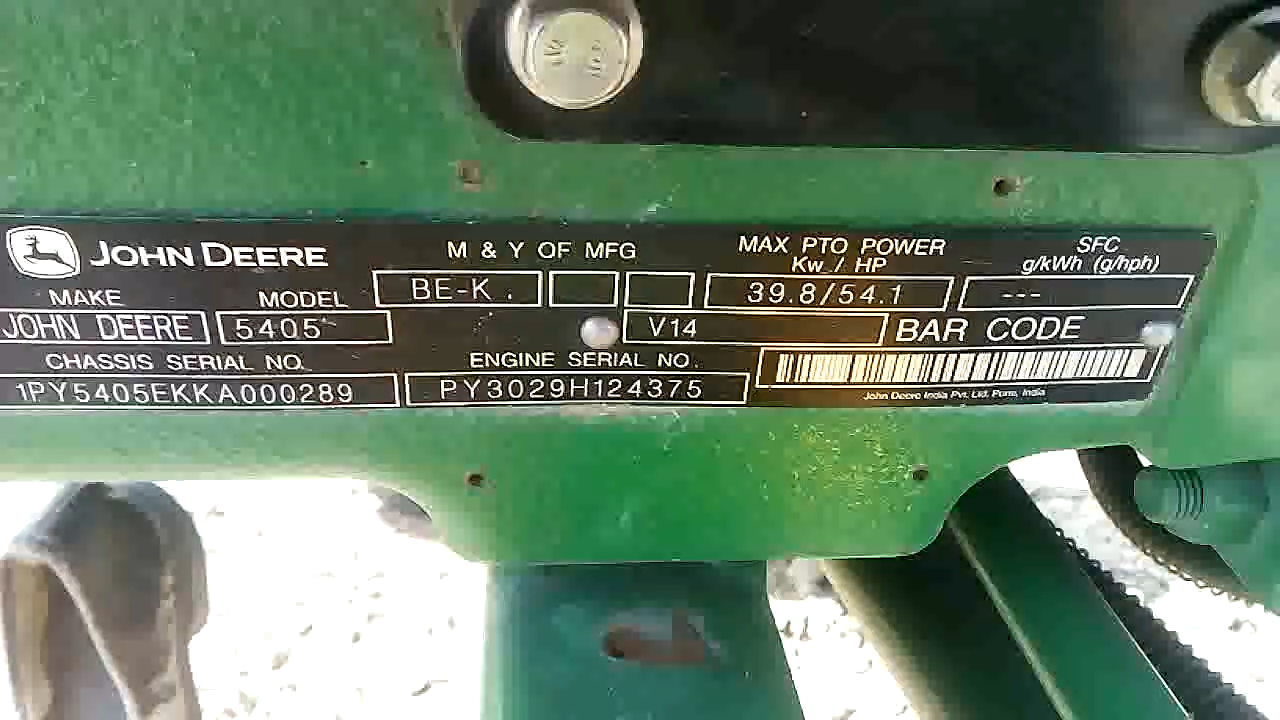 JOHN DEERE
M & Y OF MFG
MAX PTO POWER
Kw / HP
SFC
g/kWh (g/hph)
MAKE
MODEL
BE-K
39.8/54.1
---
JOHN DEERE
5405
V14
BAR CODE
CHASSIS SERIAL NO.
ENGINE SERIAL NO.
1PY5405EKKA000289
PY3029H124375
John Deere India Pvt. Ltd. Pune, India